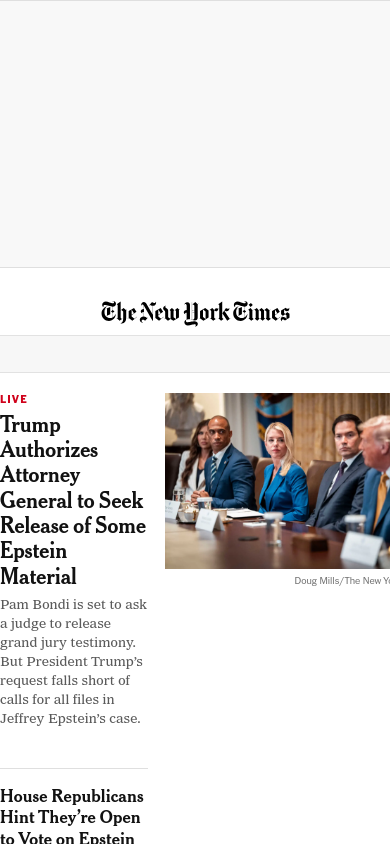 The New York Times
LIVE
Trump
Authorizes
Attorney
General to Seek
Release of Some
Epstein
Material
Doug Mills/The New Yo
Pam Bondi is set to ask
a judge to release
grand jury testimony.
But President Trump’s
request falls short of
calls for all files in
Jeffrey Epstein’s case.
House Republicans
Hint They’re Open
to Vote on Epstein